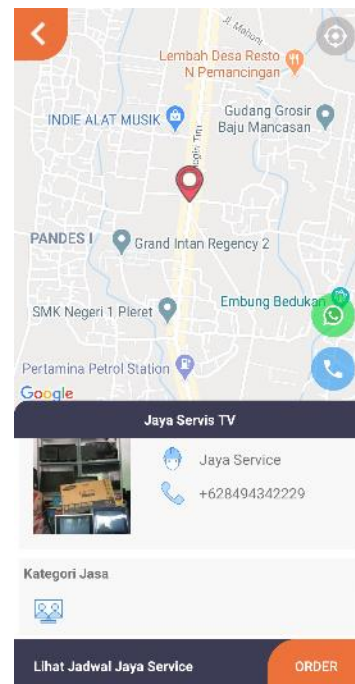 Jl. Mahoni
Lembah Desa Resto
N Pemancingan
INDIE ALAT MUSIK
Gudang Grosir
Baju Mancasan
PANDES I
Grand Intan Regency 2
SMK Negeri 1 Pleret
Embung Bedukan
Pertamina Petrol Station
Google
Jaya Servis TV
Jaya Service
+628494342229
Kategori Jasa
Lihat Jadwal Jaya Service
ORDER